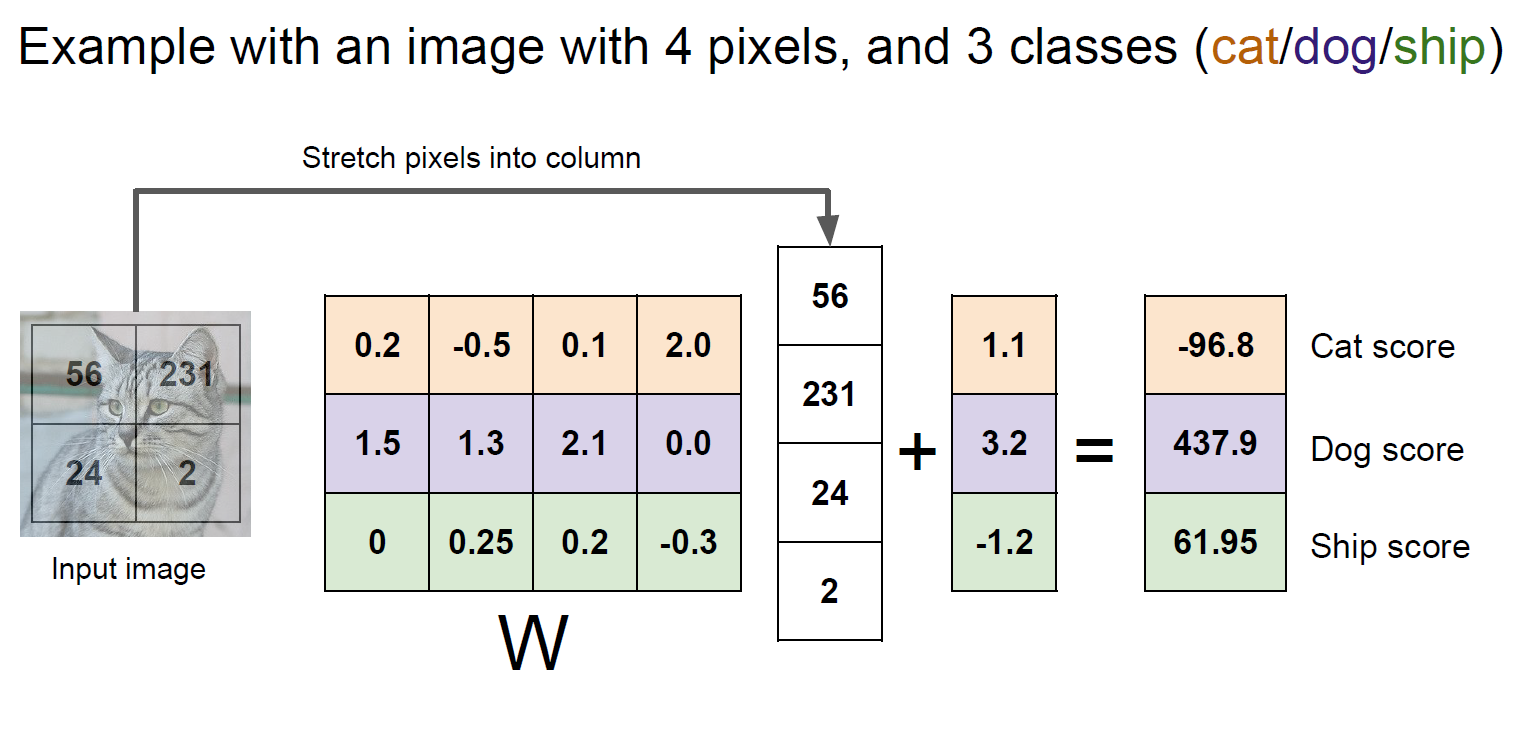 Example with an image with 4 pixels, and 3 classes (cat/dog/ship)
Stretch pixels into column
56 231
24 2
Input image
0.2 -0.5 0.1 2.0
1.5 1.3 2.1 0.0
0 0.25 0.2 -0.3
W
56
231
24
2
+
1.1
3.2
-1.2
=
-96.8 Cat score
437.9 Dog score
61.95 Ship score